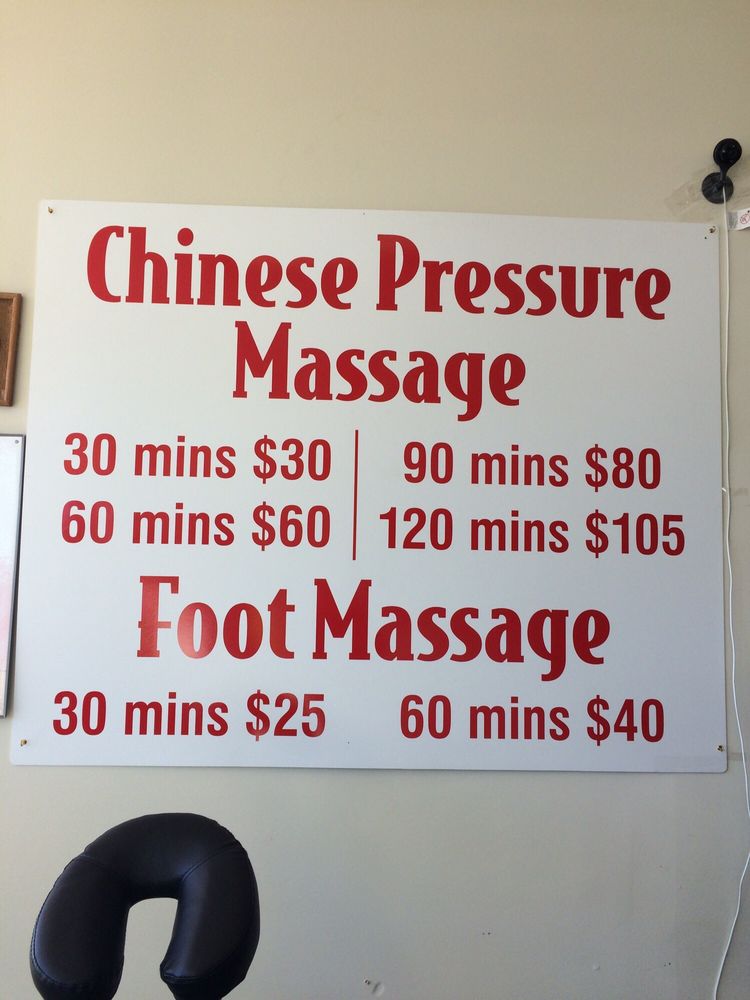 Chinese Pressure
Massage
30 mins $30 90 mins $80
60 mins $60 120 mins $105
Foot Massage
30 mins $25 60 mins $40